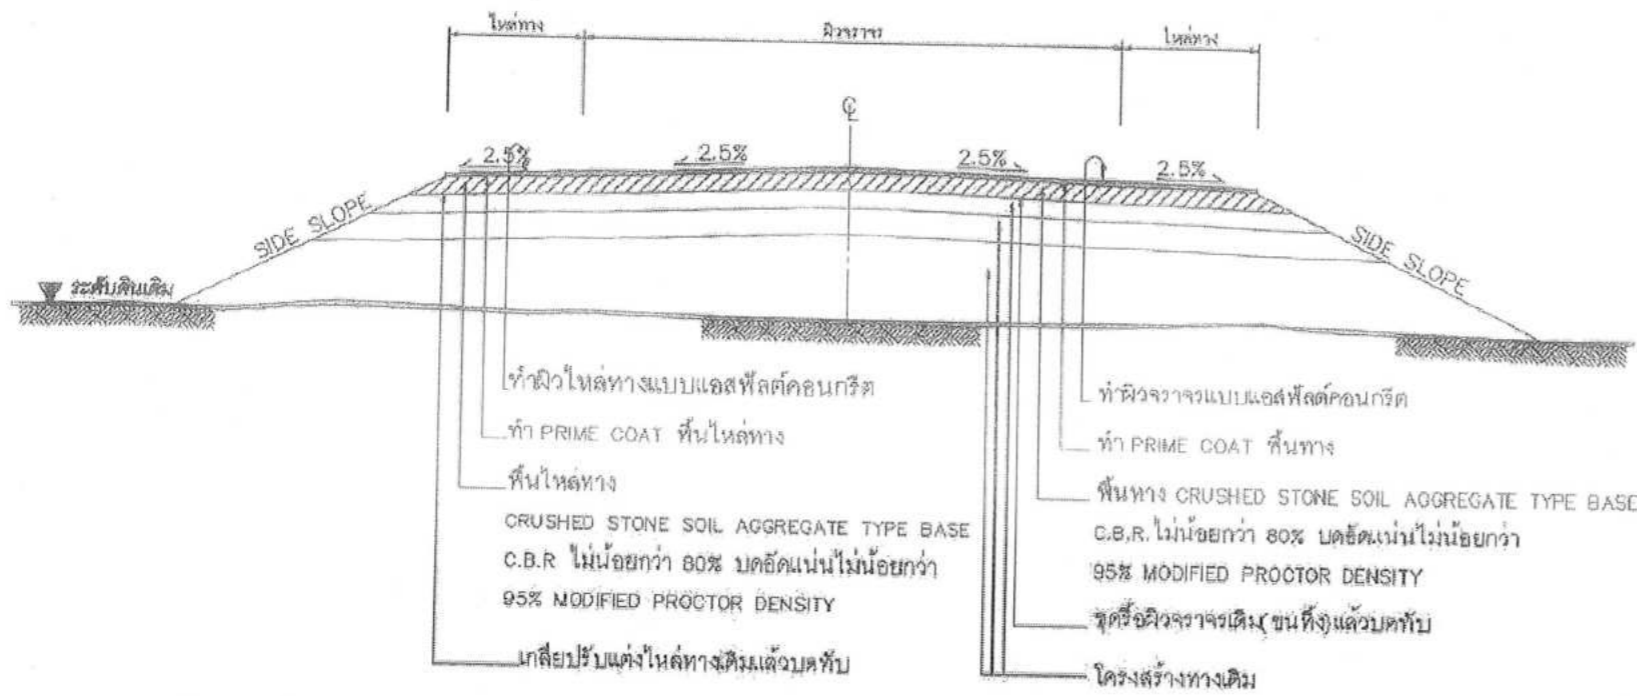 ไหล่ทาง
ผิวจราจร
ไหล่ทาง
℄
2.5%
2.5%
2.5%
2.5%
SIDE SLOPE
SIDE SLOPE
ระดับดินเดิม
ทำผิวไหล่ทางแบบแอสฟัลต์คอนกรีต
ทำ PRIME COAT พื้นไหล่ทาง
พื้นไหล่ทาง
CRUSHED STONE SOIL AGGREGATE TYPE BASE
C.B.R ไม่น้อยกว่า 80% บดอัดแน่นไม่น้อยกว่า
95% MODIFIED PROCTOR DENSITY
เกลี่ยปรับแต่งไหล่ทางเดิมแล้วบดทับ
ทำผิวจราจรแบบแอสฟัลต์คอนกรีต
ทำ PRIME COAT พื้นทาง
พื้นทาง CRUSHED STONE SOIL AGGREGATE TYPE BASE
C.B.R. ไม่น้อยกว่า 80% บดอัดแน่นไม่น้อยกว่า
95% MODIFIED PROCTOR DENSITY
ขุดรื้อผิวจราจรเดิม(ขนทิ้ง)แล้วบดทับ
โครงสร้างทางเดิม